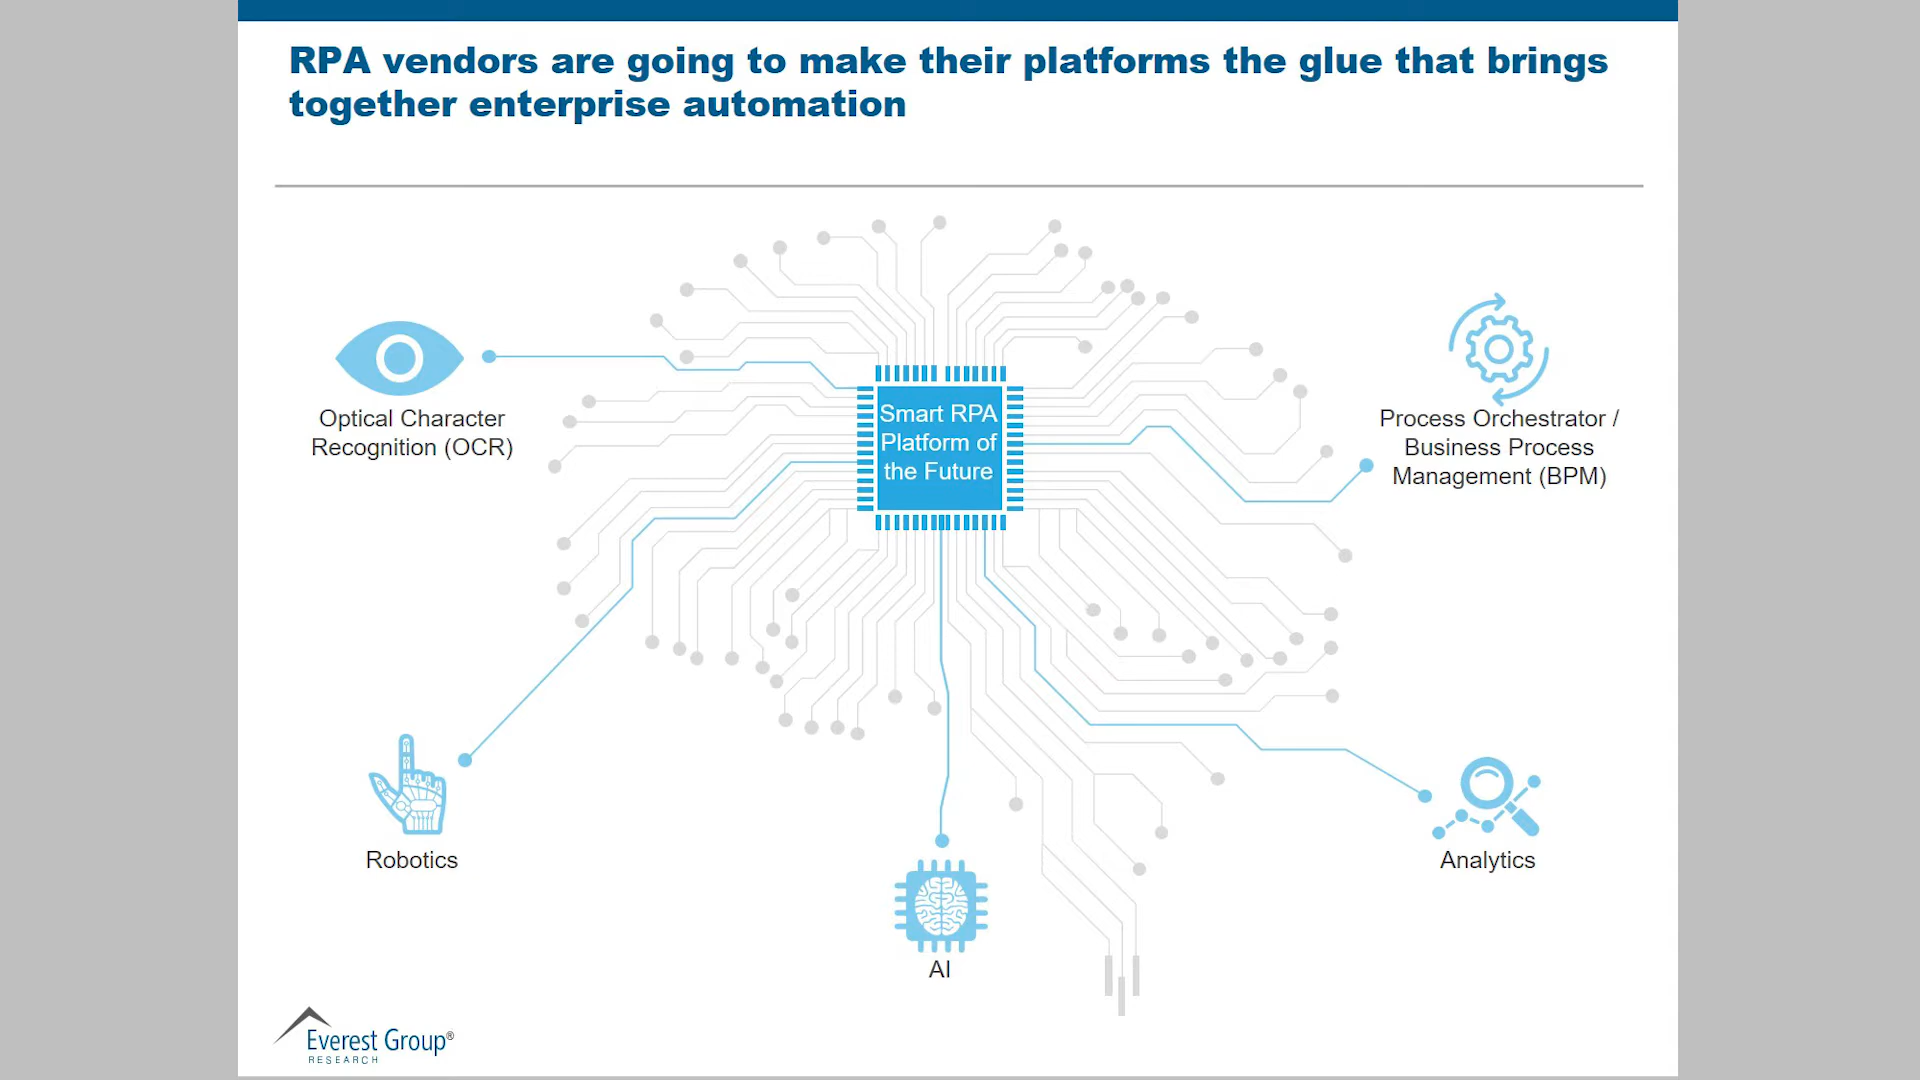 RPA vendors are going to make their platforms the glue that brings
together enterprise automation
Optical Character
Recognition (OCR)
Smart RPA
Platform of
the Future
Process Orchestrator /
Business Process
Management (BPM)
Robotics
AI
Analytics
Everest Group®
RESEARCH